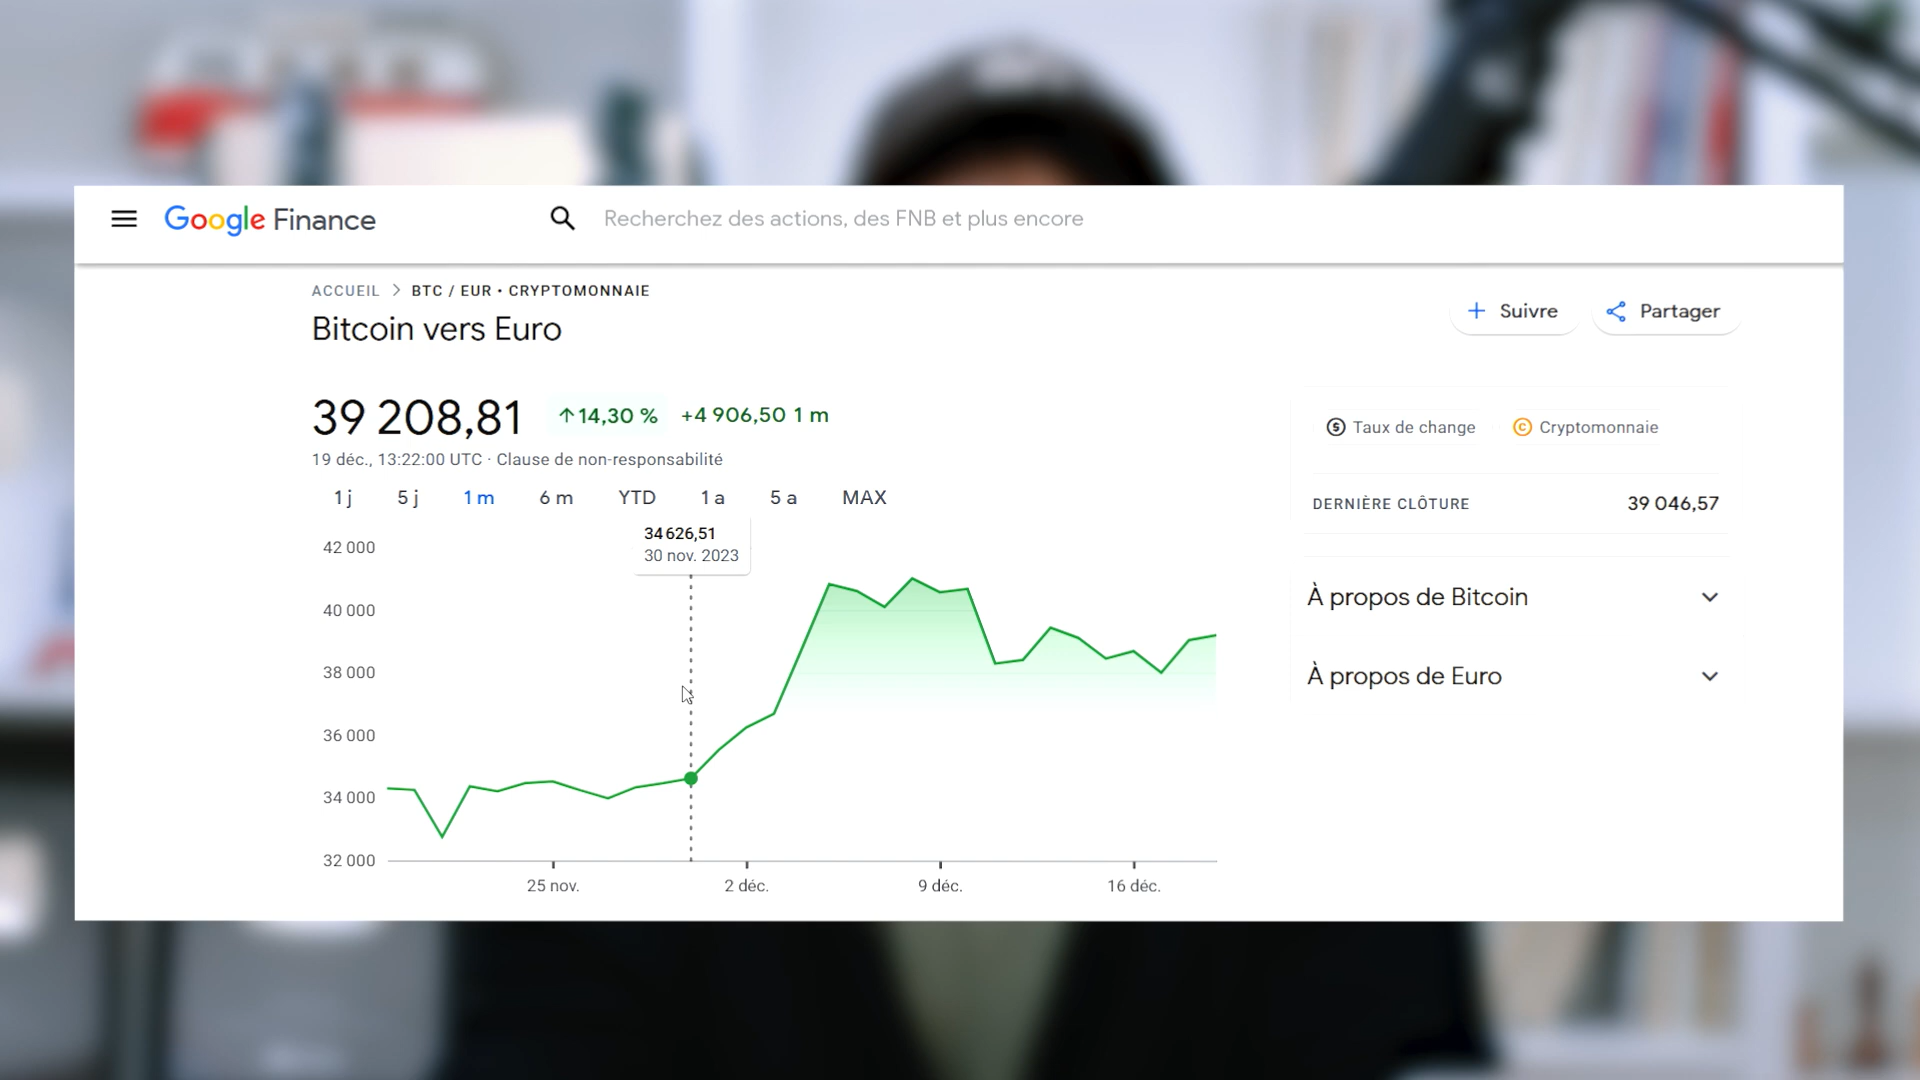 Google Finance
Recherchez des actions, des FNB et plus encore
ACCUEIL > BTC / EUR • CRYPTOMONNAIE
Bitcoin vers Euro
Suivre
Partager
39 208,81 ↑14,30 % +4 906,50 1 m
19 déc., 13:22:00 UTC · Clause de non-responsabilité
1 j 5 j 1 m 6 m YTD 1 a 5 a MAX
34 626,51
30 nov. 2023
42 000
40 000
38 000
36 000
34 000
32 000
25 nov. 2 déc. 9 déc. 16 déc.
Taux de change
Cryptomonnaie
DERNIÈRE CLÔTURE 39 046,57
À propos de Bitcoin
À propos de Euro